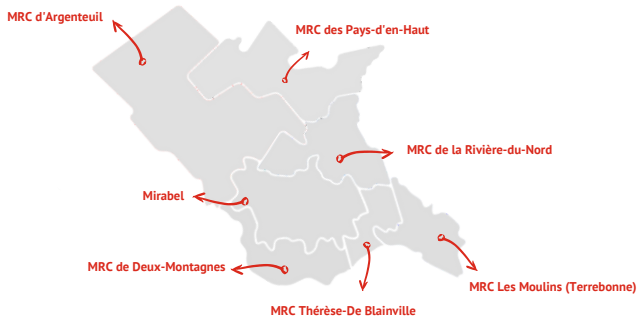 MRC d'Argenteuil
MRC des Pays-d'en-Haut
MRC de la Rivière-du-Nord
Mirabel
MRC de Deux-Montagnes
MRC Les Moulins (Terrebonne)
MRC Thérèse-De Blainville